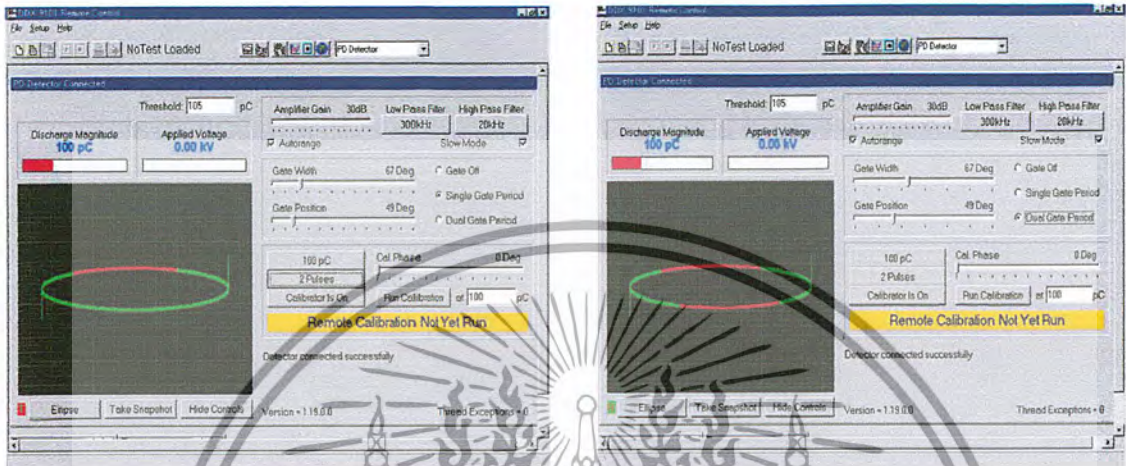 DDX 9101 Remote Control
File Setup Help
NoTest Loaded
PD Detector
PD Detector Connected
Threshold: 105 pC
Discharge Magnitude
100 pC
Applied Voltage
0.00 kV
Amplifier Gain 30dB
Low Pass Filter
300kHz
High Pass Filter
20kHz
Autorange
Slow Mode
Gate Width 67 Deg
Gate Off
Single Gate Period
Gate Position 49 Deg
Dual Gate Period
100 pC
Cal. Phase 0 Deg
2 Pulses
Calibrator Is On
Run Calibration at 100 pC
Remote Calibration Not Yet Run
Detector connected successfully
Ellipse
Take Snapshot
Hide Controls
Version = 1.19.0.0
Thread Exceptions = 0
DDX 9101 Remote Control
File Setup Help
NoTest Loaded
PD Detector
PD Detector Connected
Threshold: 105 pC
Discharge Magnitude
100 pC
Applied Voltage
0.00 kV
Amplifier Gain 30dB
Low Pass Filter
300kHz
High Pass Filter
20kHz
Autorange
Slow Mode
Gate Width 67 Deg
Gate Off
Single Gate Period
Gate Position 49 Deg
Dual Gate Period
100 pC
Cal. Phase 0 Deg
2 Pulses
Calibrator Is On
Run Calibration at 100 pC
Remote Calibration Not Yet Run
Detector connected successfully
Ellipse
Take Snapshot
Hide Controls
Version = 1.19.0.0
Thread Exceptions = 0